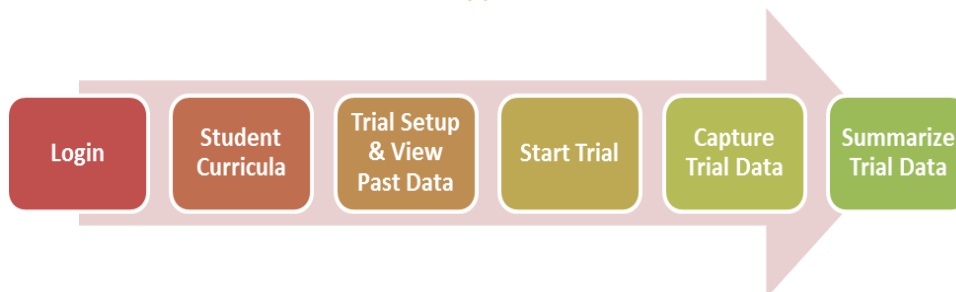 Login
Student
Curricula
Trial Setup
& View
Past Data
Start Trial
Capture
Trial Data
Summarize
Trial Data